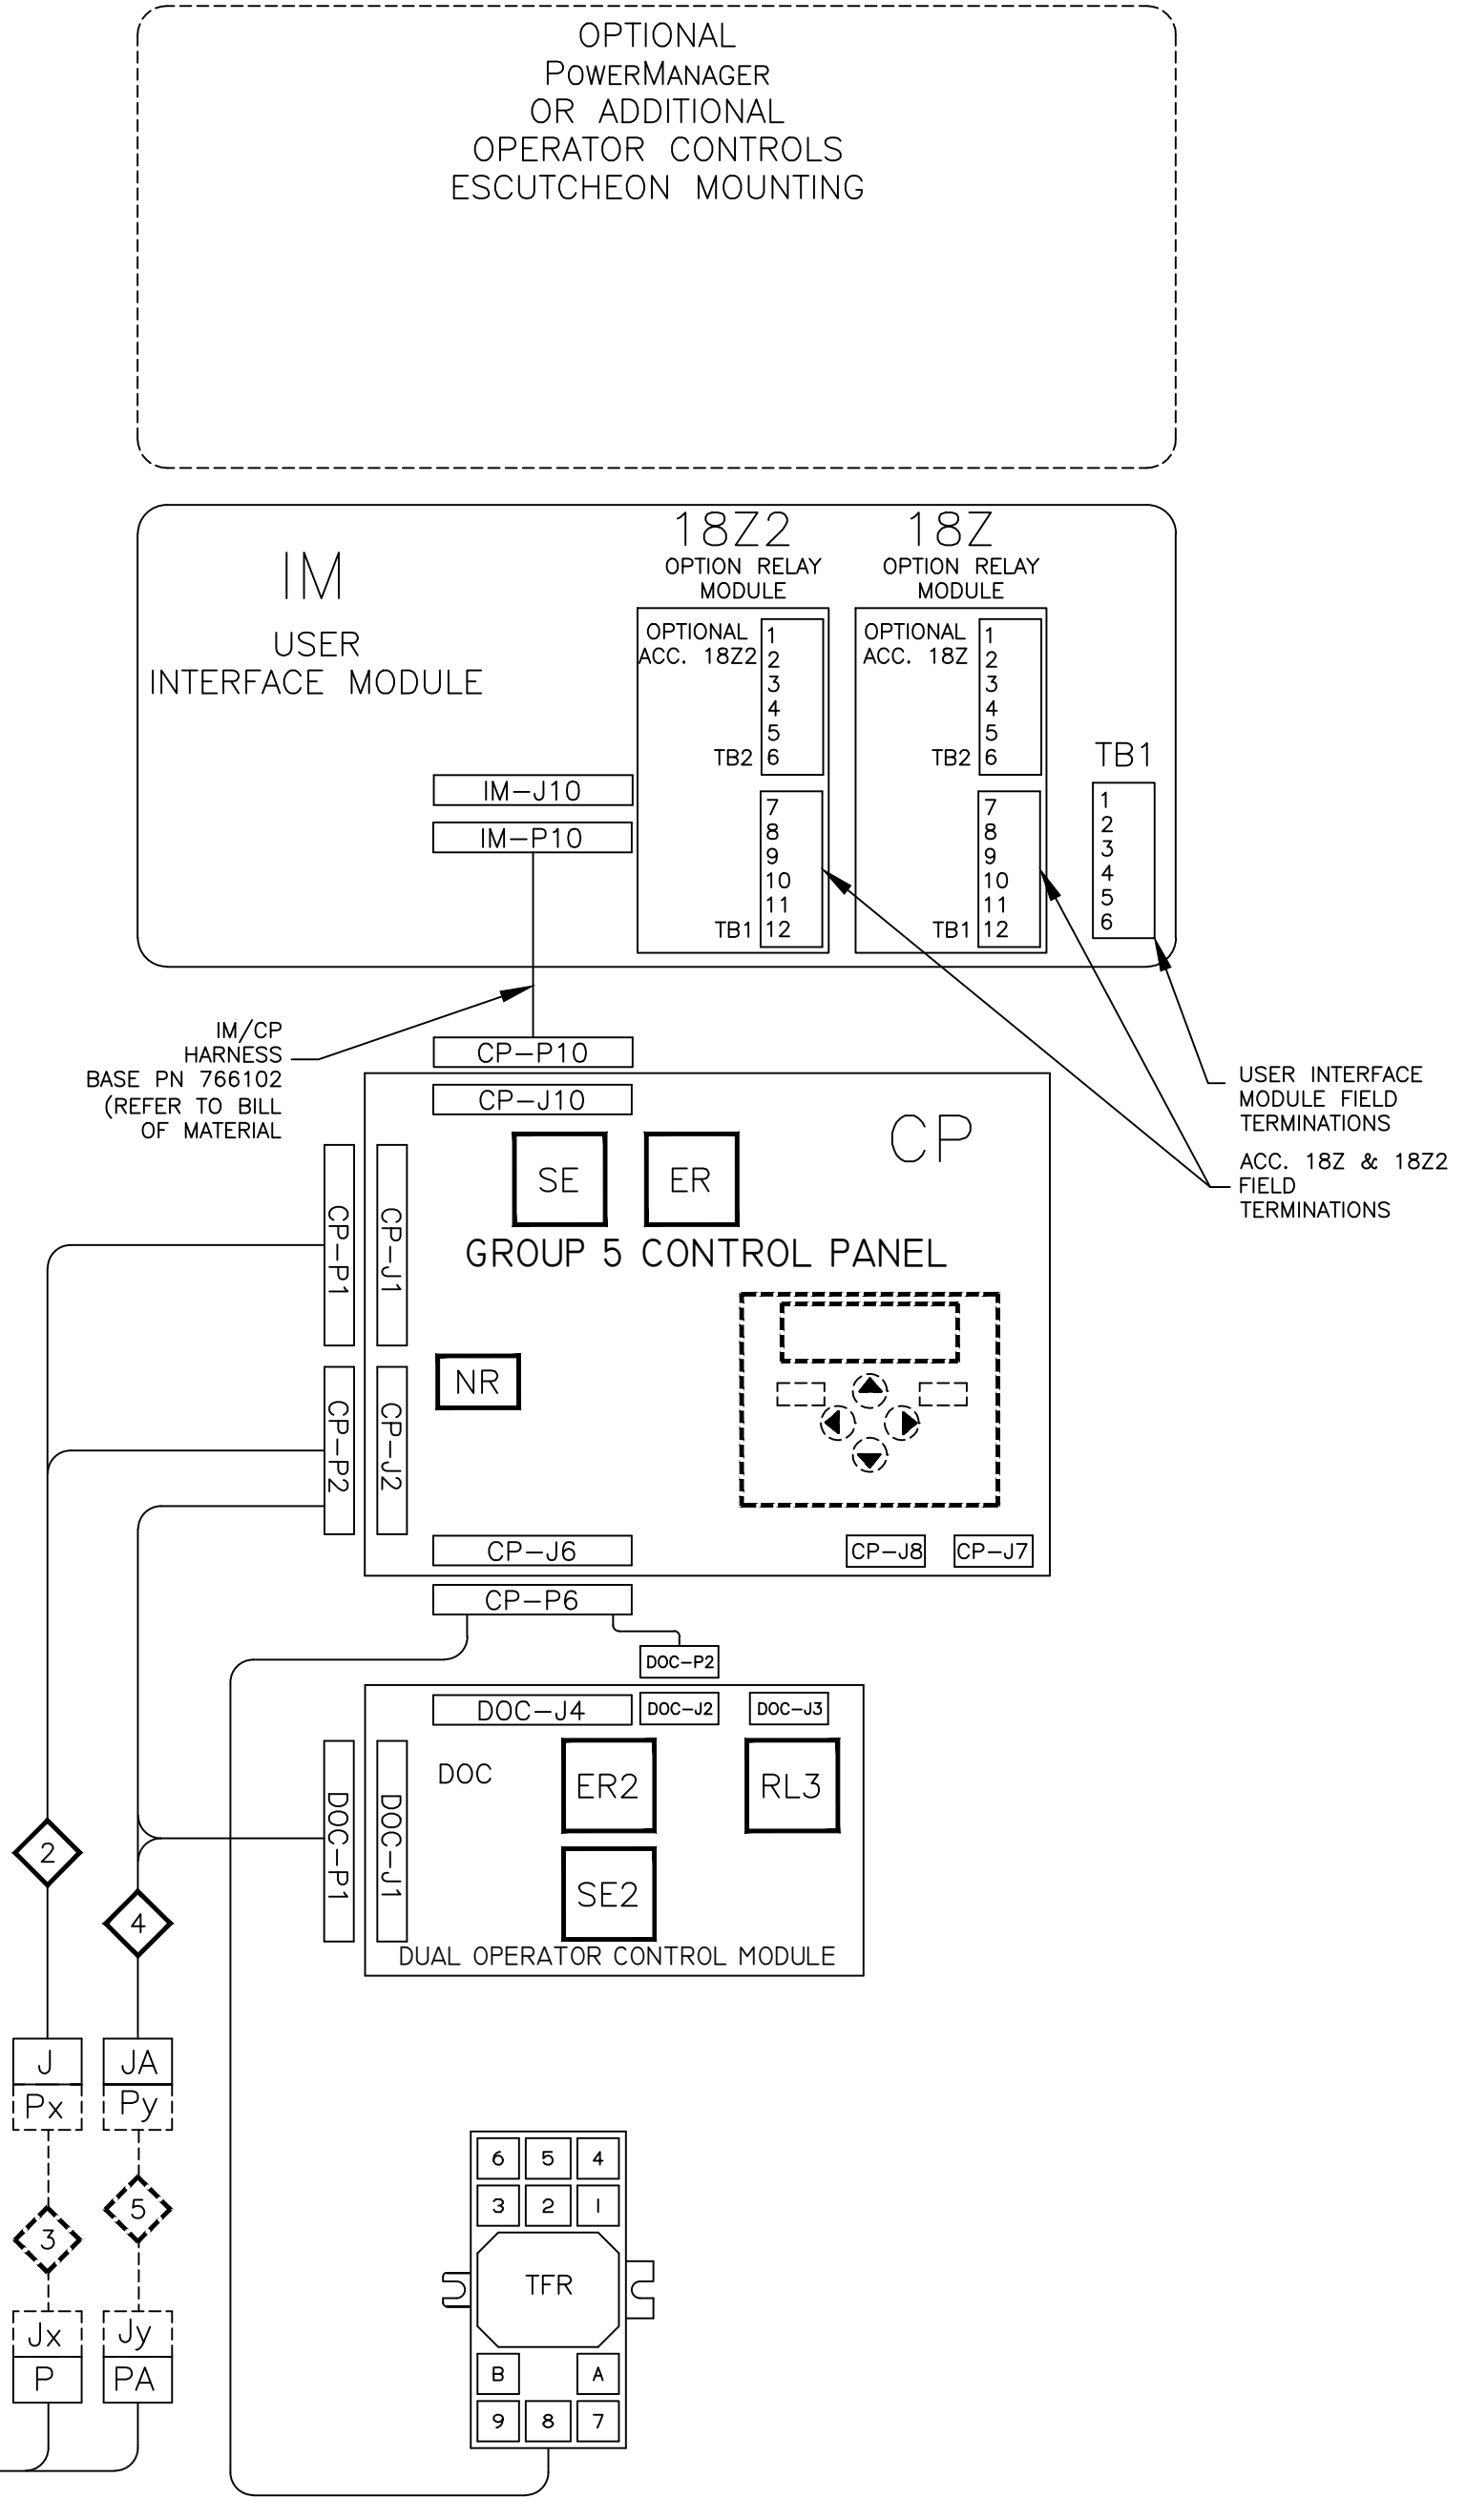 OPTIONAL
POWERMANAGER
OR ADDITIONAL
OPERATOR CONTROLS
ESCUTCHEON MOUNTING
IM
USER
INTERFACE MODULE
18Z2
OPTION RELAY
MODULE
OPTIONAL
ACC. 18Z2
1
2
3
4
5
6
TB2
7
8
9
10
11
12
TB1
18Z
OPTION RELAY
MODULE
OPTIONAL
ACC. 18Z
1
2
3
4
5
6
TB2
7
8
9
10
11
12
TB1
TB1
1
2
3
4
5
6
IM-J10
IM-P10
IM/CP
HARNESS
BASE PN 766102
(REFER TO BILL
OF MATERIAL
USER INTERFACE
MODULE FIELD
TERMINATIONS
ACC. 18Z & 18Z2
FIELD
TERMINATIONS
CP-P10
CP-J10
CP
SE
ER
GROUP 5 CONTROL PANEL
CP-P1
CP-J1
NR
CP-P2
CP-J2
CP-J6
CP-J8
CP-J7
CP-P6
DOC-P2
DOC-J4
DOC-J2
DOC-J3
DOC
ER2
RL3
SE2
DOC-P1
DOC-J1
DUAL OPERATOR CONTROL MODULE
2
4
J
JA
Px
Py
3
5
Jx
Jy
P
PA
6 5 4
3 2 1
TFR
B A
9 8 7